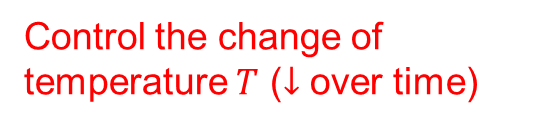 Control the change of
temperature T (↓ over time)